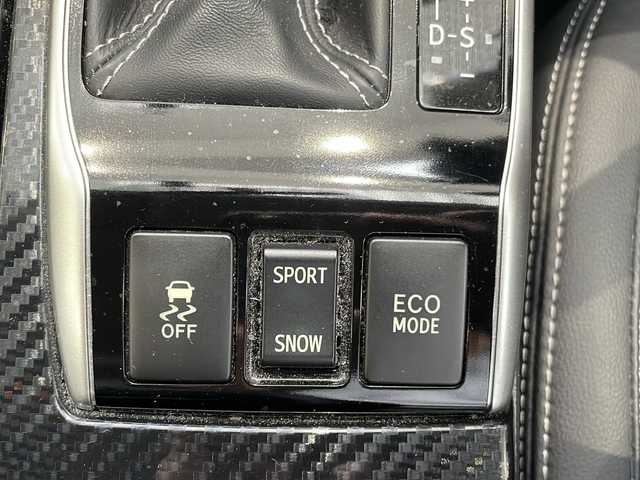 +
D-S
-
OFF
SPORT
SNOW
ECO
MODE